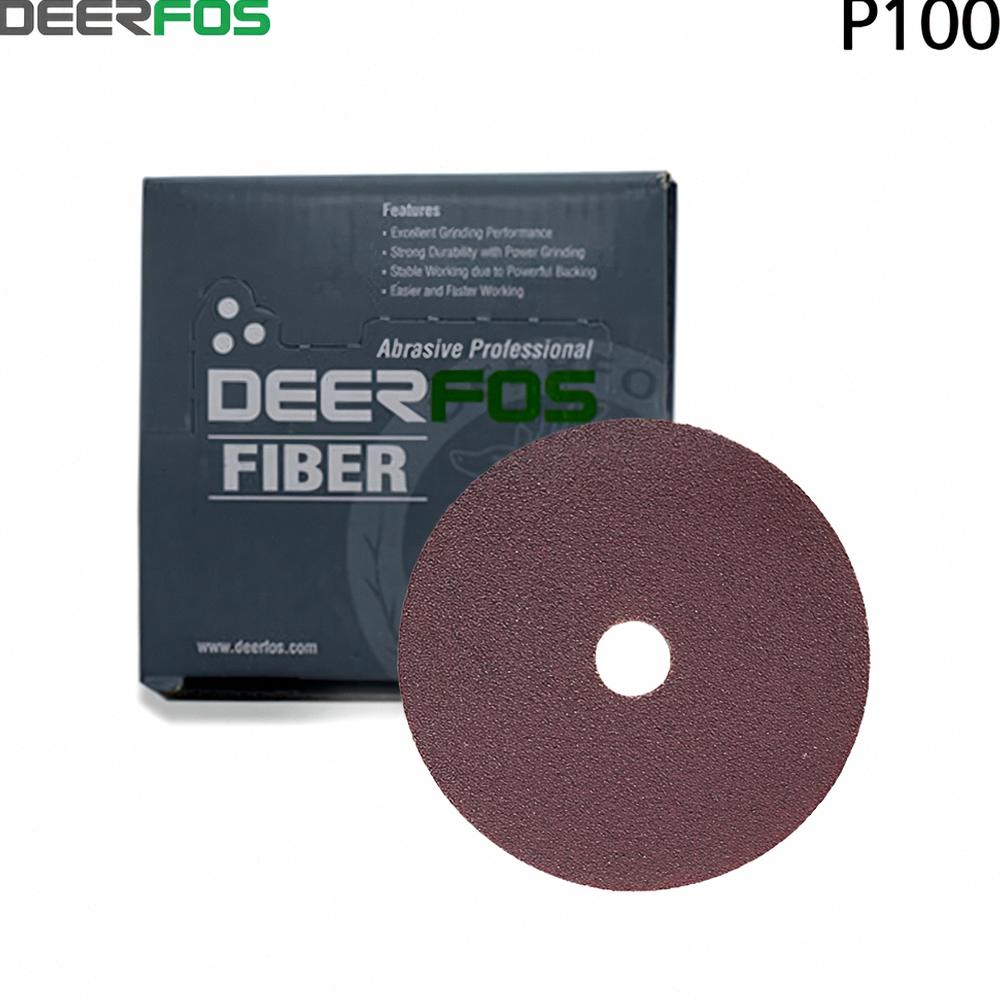 DEERFOS
P100
Features
• Excellent Grinding Performance
• Strong Durability with Power Grinding
• Stable Working due to Powerful Backing
• Easier and Faster Working
Abrasive Professional
DEERFOS
FIBER
www.deerfos.com